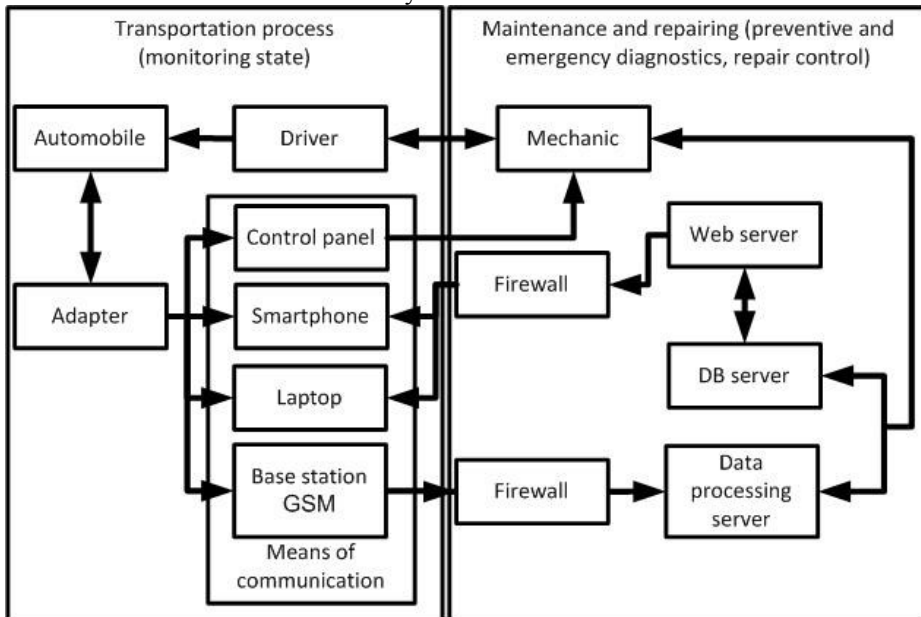 Transportation process
(monitoring state)
Maintenance and repairing (preventive and
emergency diagnostics, repair control)
Automobile
Driver
Mechanic
Control panel
Web server
Firewall
Adapter
Smartphone
Laptop
DB server
Base station
GSM
Firewall
Data
processing
server
Means of
communication